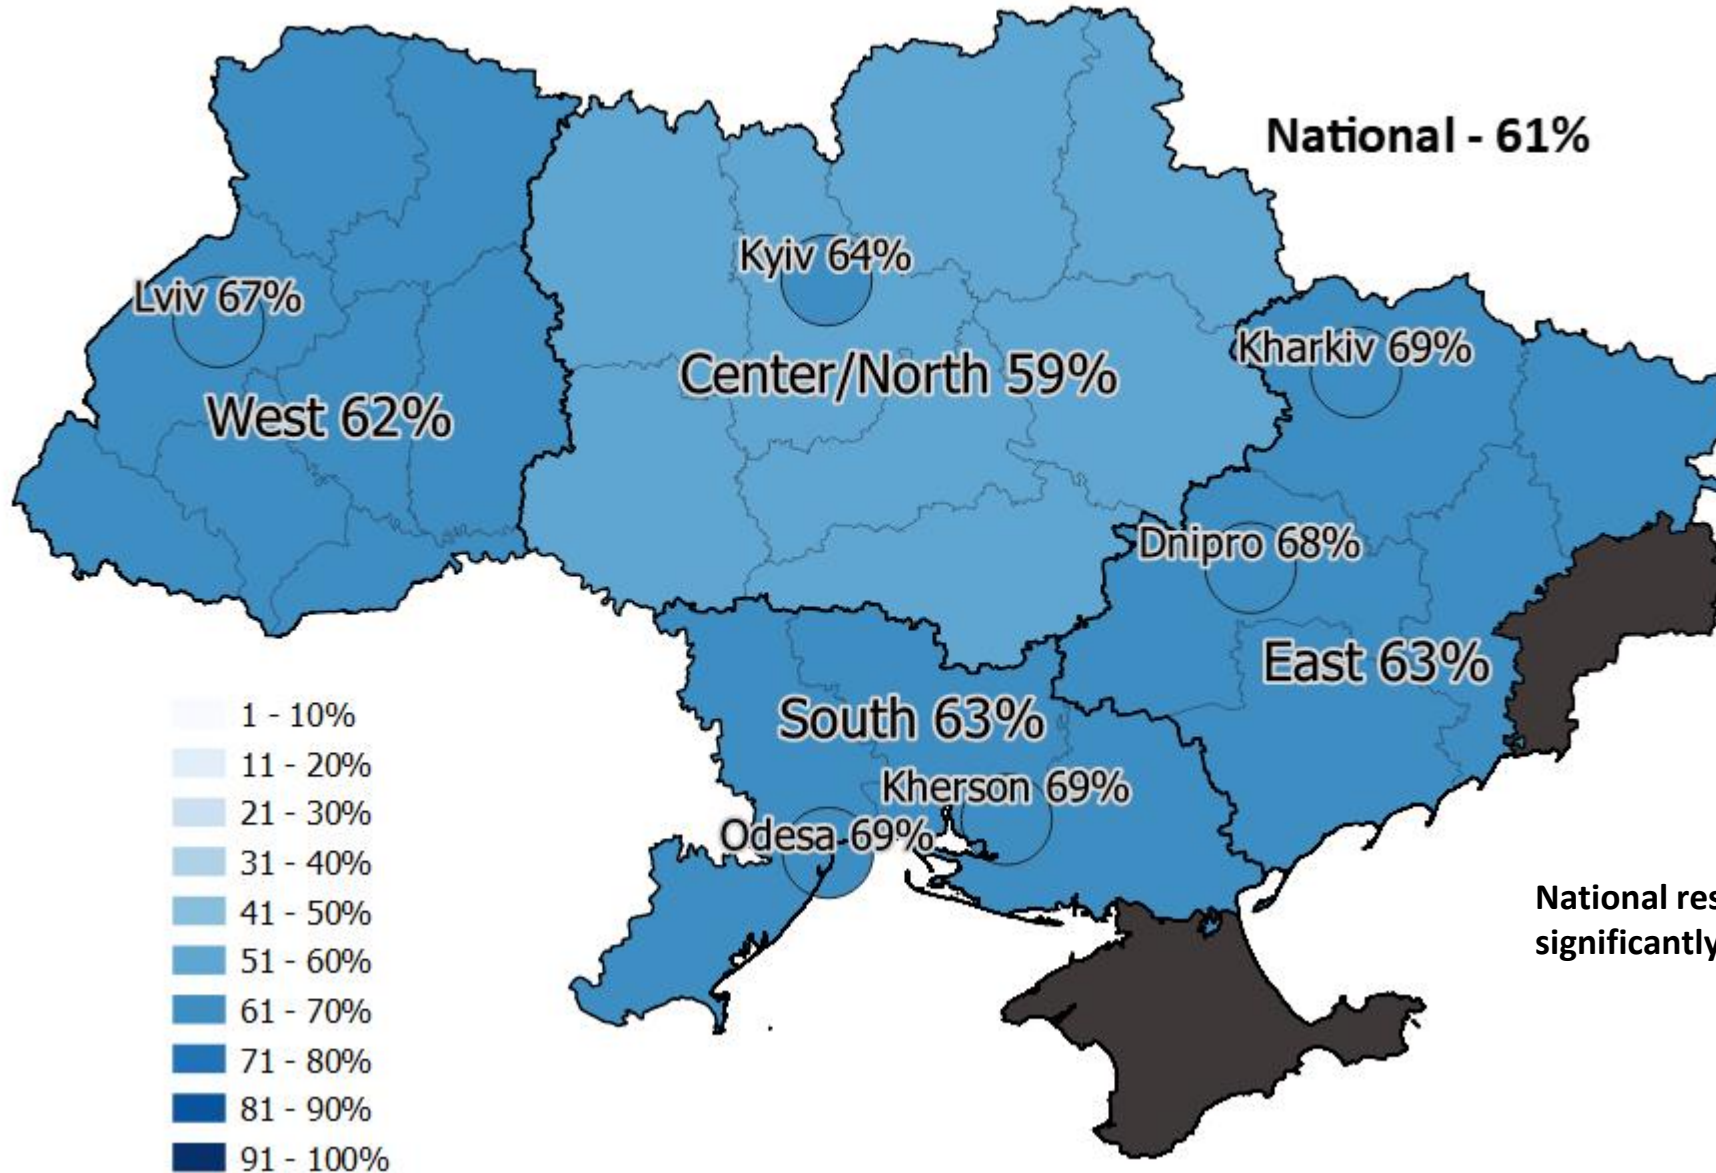 National - 61%
Kyiv 64%
Lviv 67%
Kharkiv 69%
Center/North 59%
West 62%
Dnipro 68%
East 63%
South 63%
Kherson 69%
Odesa 69%
1 - 10%
11 - 20%
21 - 30%
31 - 40%
41 - 50%
51 - 60%
61 - 70%
71 - 80%
81 - 90%
91 - 100%
National
significantly